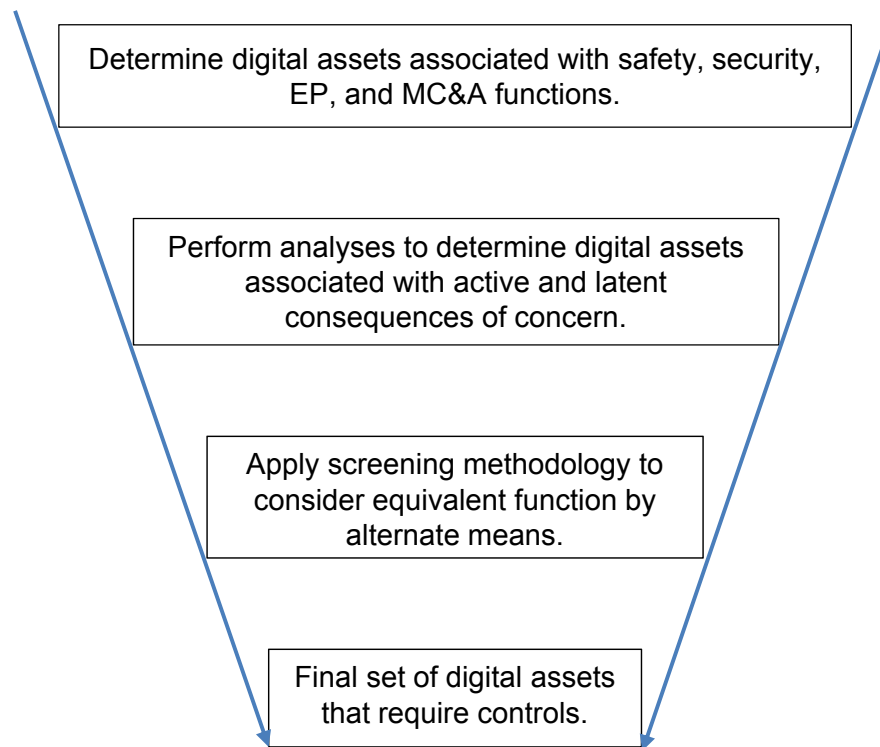 Determine digital assets associated with safety, security,
EP, and MC&A functions.
Perform analyses to determine digital assets
associated with active and latent
consequences of concern.
Apply screening methodology to
consider equivalent function by
alternate means.
Final set of digital assets
that require controls.